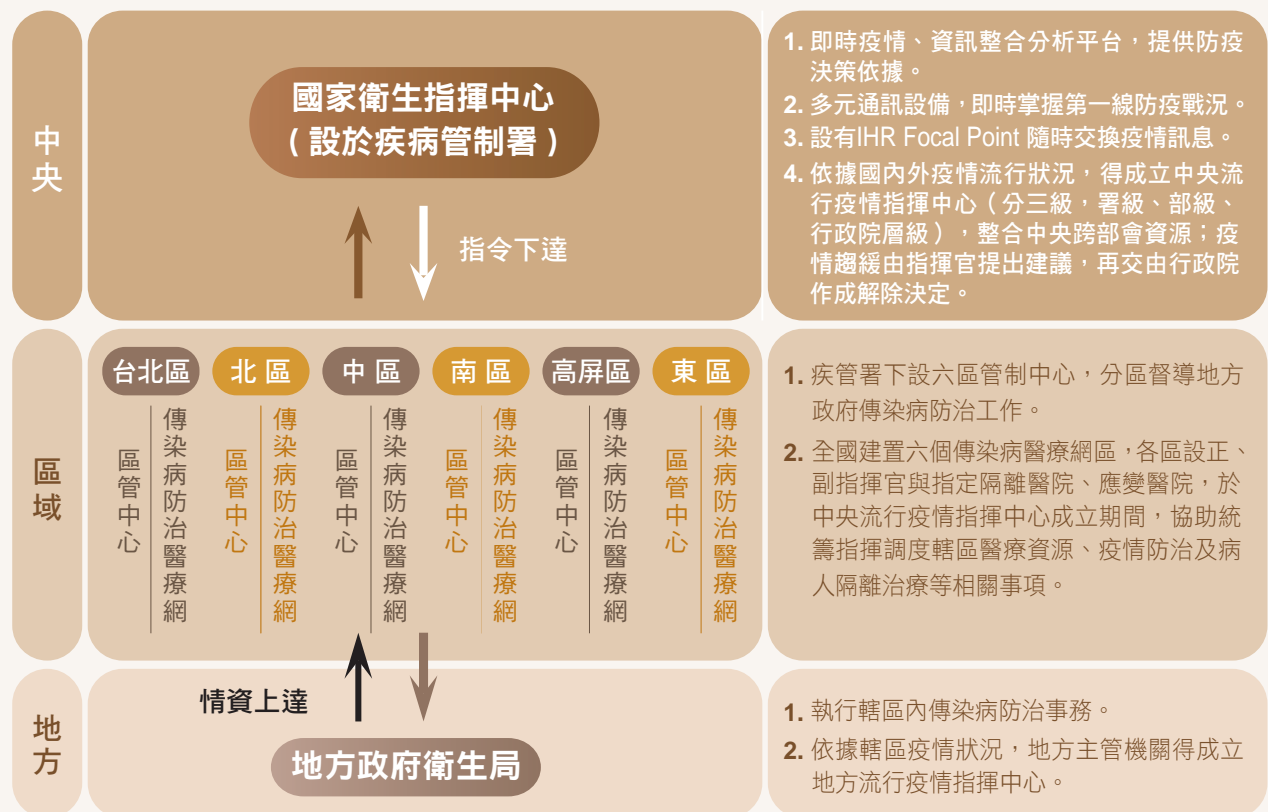 中央
國家衛生指揮中心
（設於疾病管制署）
指令下達
1. 即時疫情、資訊整合分析平台，提供防疫
決策依據。
2. 多元通訊設備，即時掌握第一線防疫戰況。
3. 設有IHR Focal Point 隨時交換疫情訊息。
4. 依據國內外疫情流行狀況，得成立中央流
行疫情指揮中心（分三級，署級、部級、
行政院層級），整合中央跨部會資源；疫
情趨緩由指揮官提出建議，再交由行政院
作成解除決定。
區域
台北區
區管中心
傳染病防治醫療網
北 區
區管中心
傳染病防治醫療網
中 區
區管中心
傳染病防治醫療網
南 區
區管中心
傳染病防治醫療網
高屏區
區管中心
傳染病防治醫療網
東 區
區管中心
傳染病防治醫療網
1. 疾管署下設六區管制中心，分區督導地方
政府傳染病防治工作。
2. 全國建置六個傳染病醫療網區，各區設正、
副指揮官與指定隔離醫院、應變醫院，於
中央流行疫情指揮中心成立期間，協助統
籌指揮調度轄區醫療資源、疫情防治及病
人隔離治療等相關事項。
地方
情資上達
地方政府衛生局
1. 執行轄區內傳染病防治事務。
2. 依據轄區疫情狀況，地方主管機關得成立
地方流行疫情指揮中心。